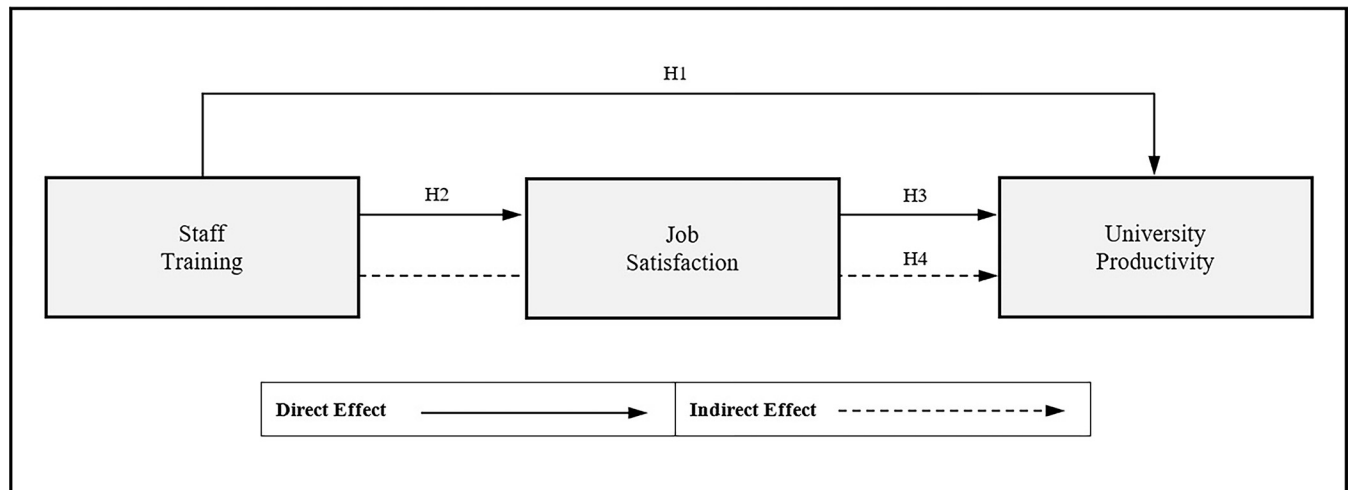 H1
Staff
Training
H2
Job
Satisfaction
H3
H4
University
Productivity
Direct Effect
Indirect Effect